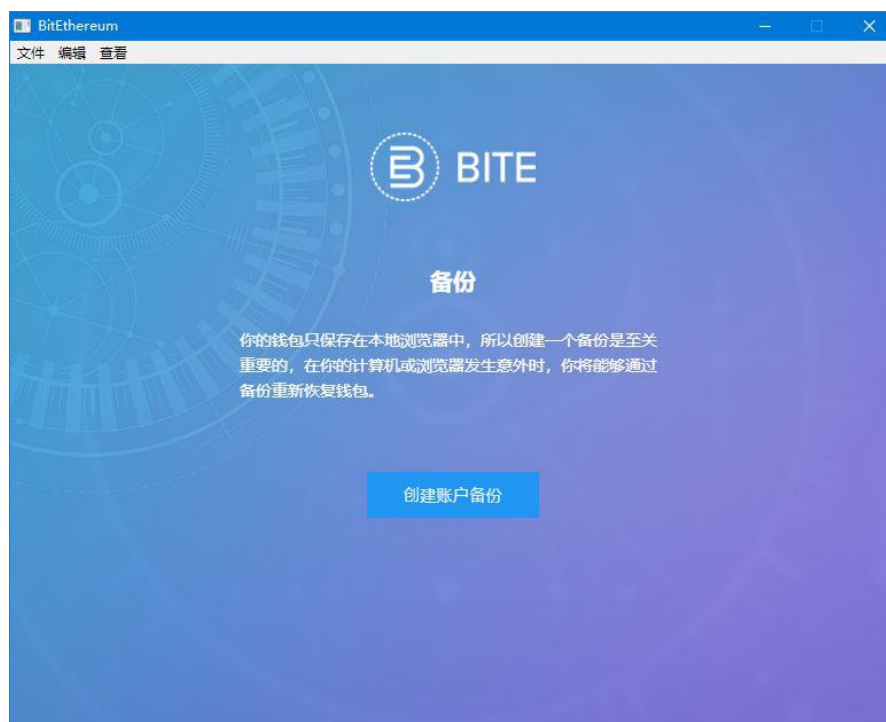 BitEthereum
文件 编辑 查看
BITE
备份
你的钱包只保存在本地浏览器中，所以创建一个备份是至关
重要的，在你的计算机或浏览器发生意外时，你将能够通过
备份重新恢复钱包。
创建账户备份